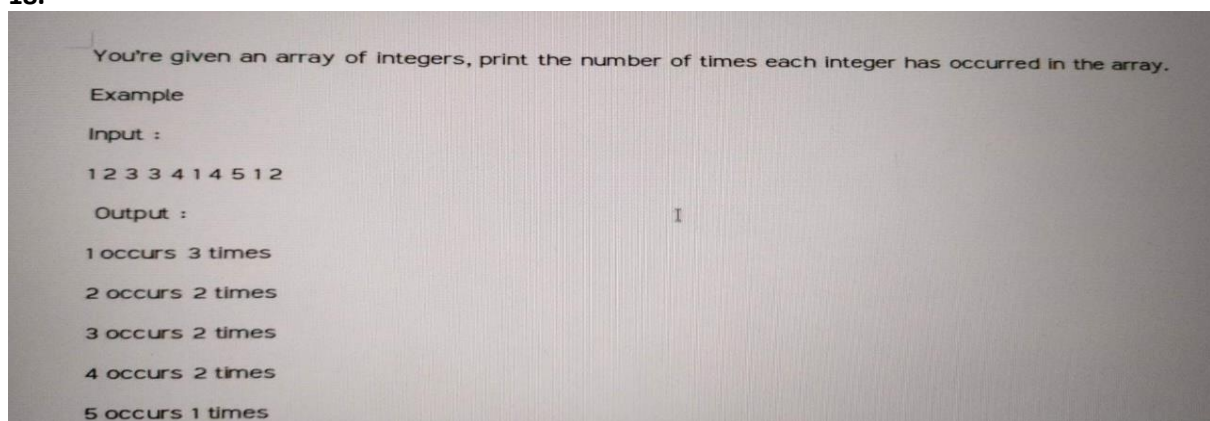 18.
You're given an array of integers, print the number of times each integer has occurred in the array.
Example
Input :
1 2 3 3 4 1 4 5 1 2
Output :
1 occurs 3 times
2 occurs 2 times
3 occurs 2 times
4 occurs 2 times
5 occurs 1 times